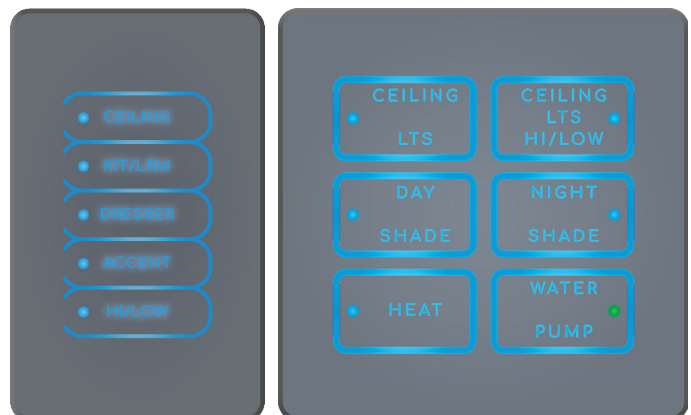 CEILING
KIT/LRM
DRESSER
ACCENT
HI/LOW
CEILING
LTS
CEILING
LTS
HI/LOW
DAY
SHADE
NIGHT
SHADE
HEAT
WATER
PUMP